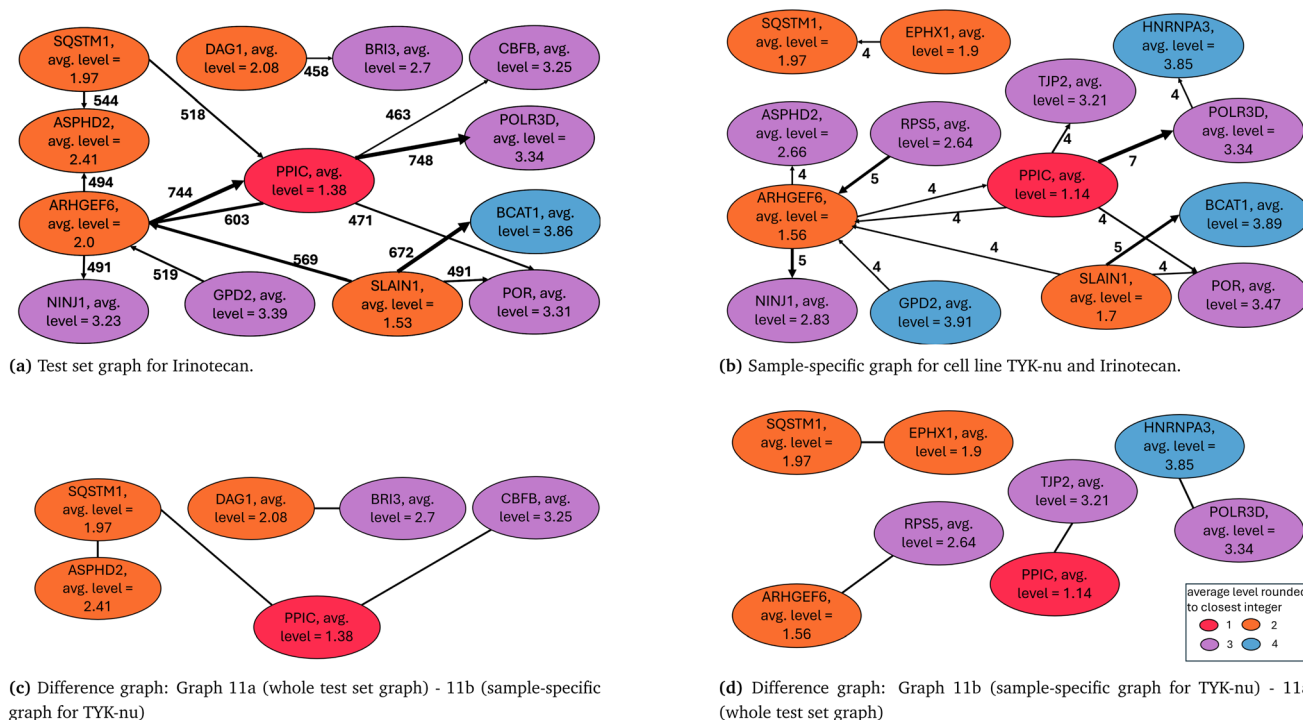 SQSTM1,
avg. level =
1.97
DAG1, avg.
level = 2.08
BRI3, avg.
level = 2.7
CBFB, avg.
level = 3.25
458
544
518
463
ASPHD2,
avg. level =
2.41
POLR3D,
avg. level =
3.34
748
494
744
PPIC, avg.
level = 1.38
ARHGEF6,
avg. level =
2.0
603
471
BCAT1, avg.
level = 3.86
672
569
491
519
491
NINJ1, avg.
level = 3.23
GPD2, avg.
level = 3.39
SLAIN1,
avg. level =
1.53
POR, avg.
level = 3.31
(a) Test set graph for Irinotecan.
SQSTM1,
avg. level =
1.97
EPHX1, avg.
level = 1.9
4
HNRNPA3,
avg. level =
3.85
TJP2, avg.
level = 3.21
4
ASPHD2,
avg. level =
2.66
RPS5, avg.
level = 2.64
POLR3D,
avg. level =
3.34
4
7
4
5
4
PPIC, avg.
level = 1.14
ARHGEF6,
avg. level =
1.56
4
4
BCAT1, avg.
level = 3.89
4
5
5
4
4
NINJ1, avg.
level = 2.83
GPD2, avg.
level = 3.91
SLAIN1,
avg. level =
1.7
POR, avg.
level = 3.47
(b) Sample-specific graph for cell line TYK-nu and Irinotecan.
SQSTM1,
avg. level =
1.97
DAG1, avg.
level = 2.08
BRI3, avg.
level = 2.7
CBFB, avg.
level = 3.25
ASPHD2,
avg. level =
2.41
PPIC, avg.
level = 1.38
(c) Difference graph: Graph 11a (whole test set graph) - 11b (sample-specific
graph for TYK-nu)
SQSTM1,
avg. level =
1.97
EPHX1, avg.
level = 1.9
HNRNPA3,
avg. level =
3.85
TJP2, avg.
level = 3.21
RPS5, avg.
level = 2.64
POLR3D,
avg. level =
3.34
PPIC, avg.
level = 1.14
ARHGEF6,
avg. level =
1.56
average level rounded
to closest integer
1 2
3 4
(d) Difference graph: Graph 11b (sample-specific graph for TYK-nu) -
(whole test set graph)